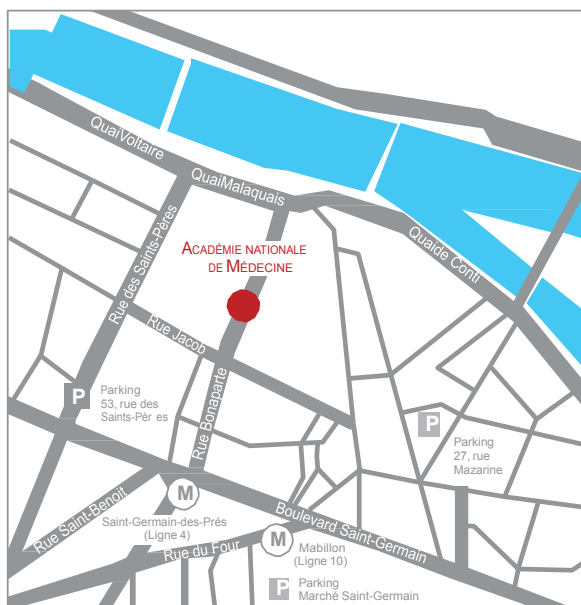 QuaiVoltaire
QuaiMalaquais
Quaide Conti
Rue des Saints-Pères
ACADÉMIE NATIONALE
DE MÉDECINE
Rue Jacob
Rue Bonaparte
P
Parking
53, rue des
Saints-Pèr es
P
Parking
27, rue
Mazarine
Rue Saint-Benoit
M
Saint-Germain-des-Prés
(Ligne 4)
Boulevard Saint-Germain
Rue du Four
M
Mabillon
(Ligne 10)
P
Parking
Marché Saint-Germain